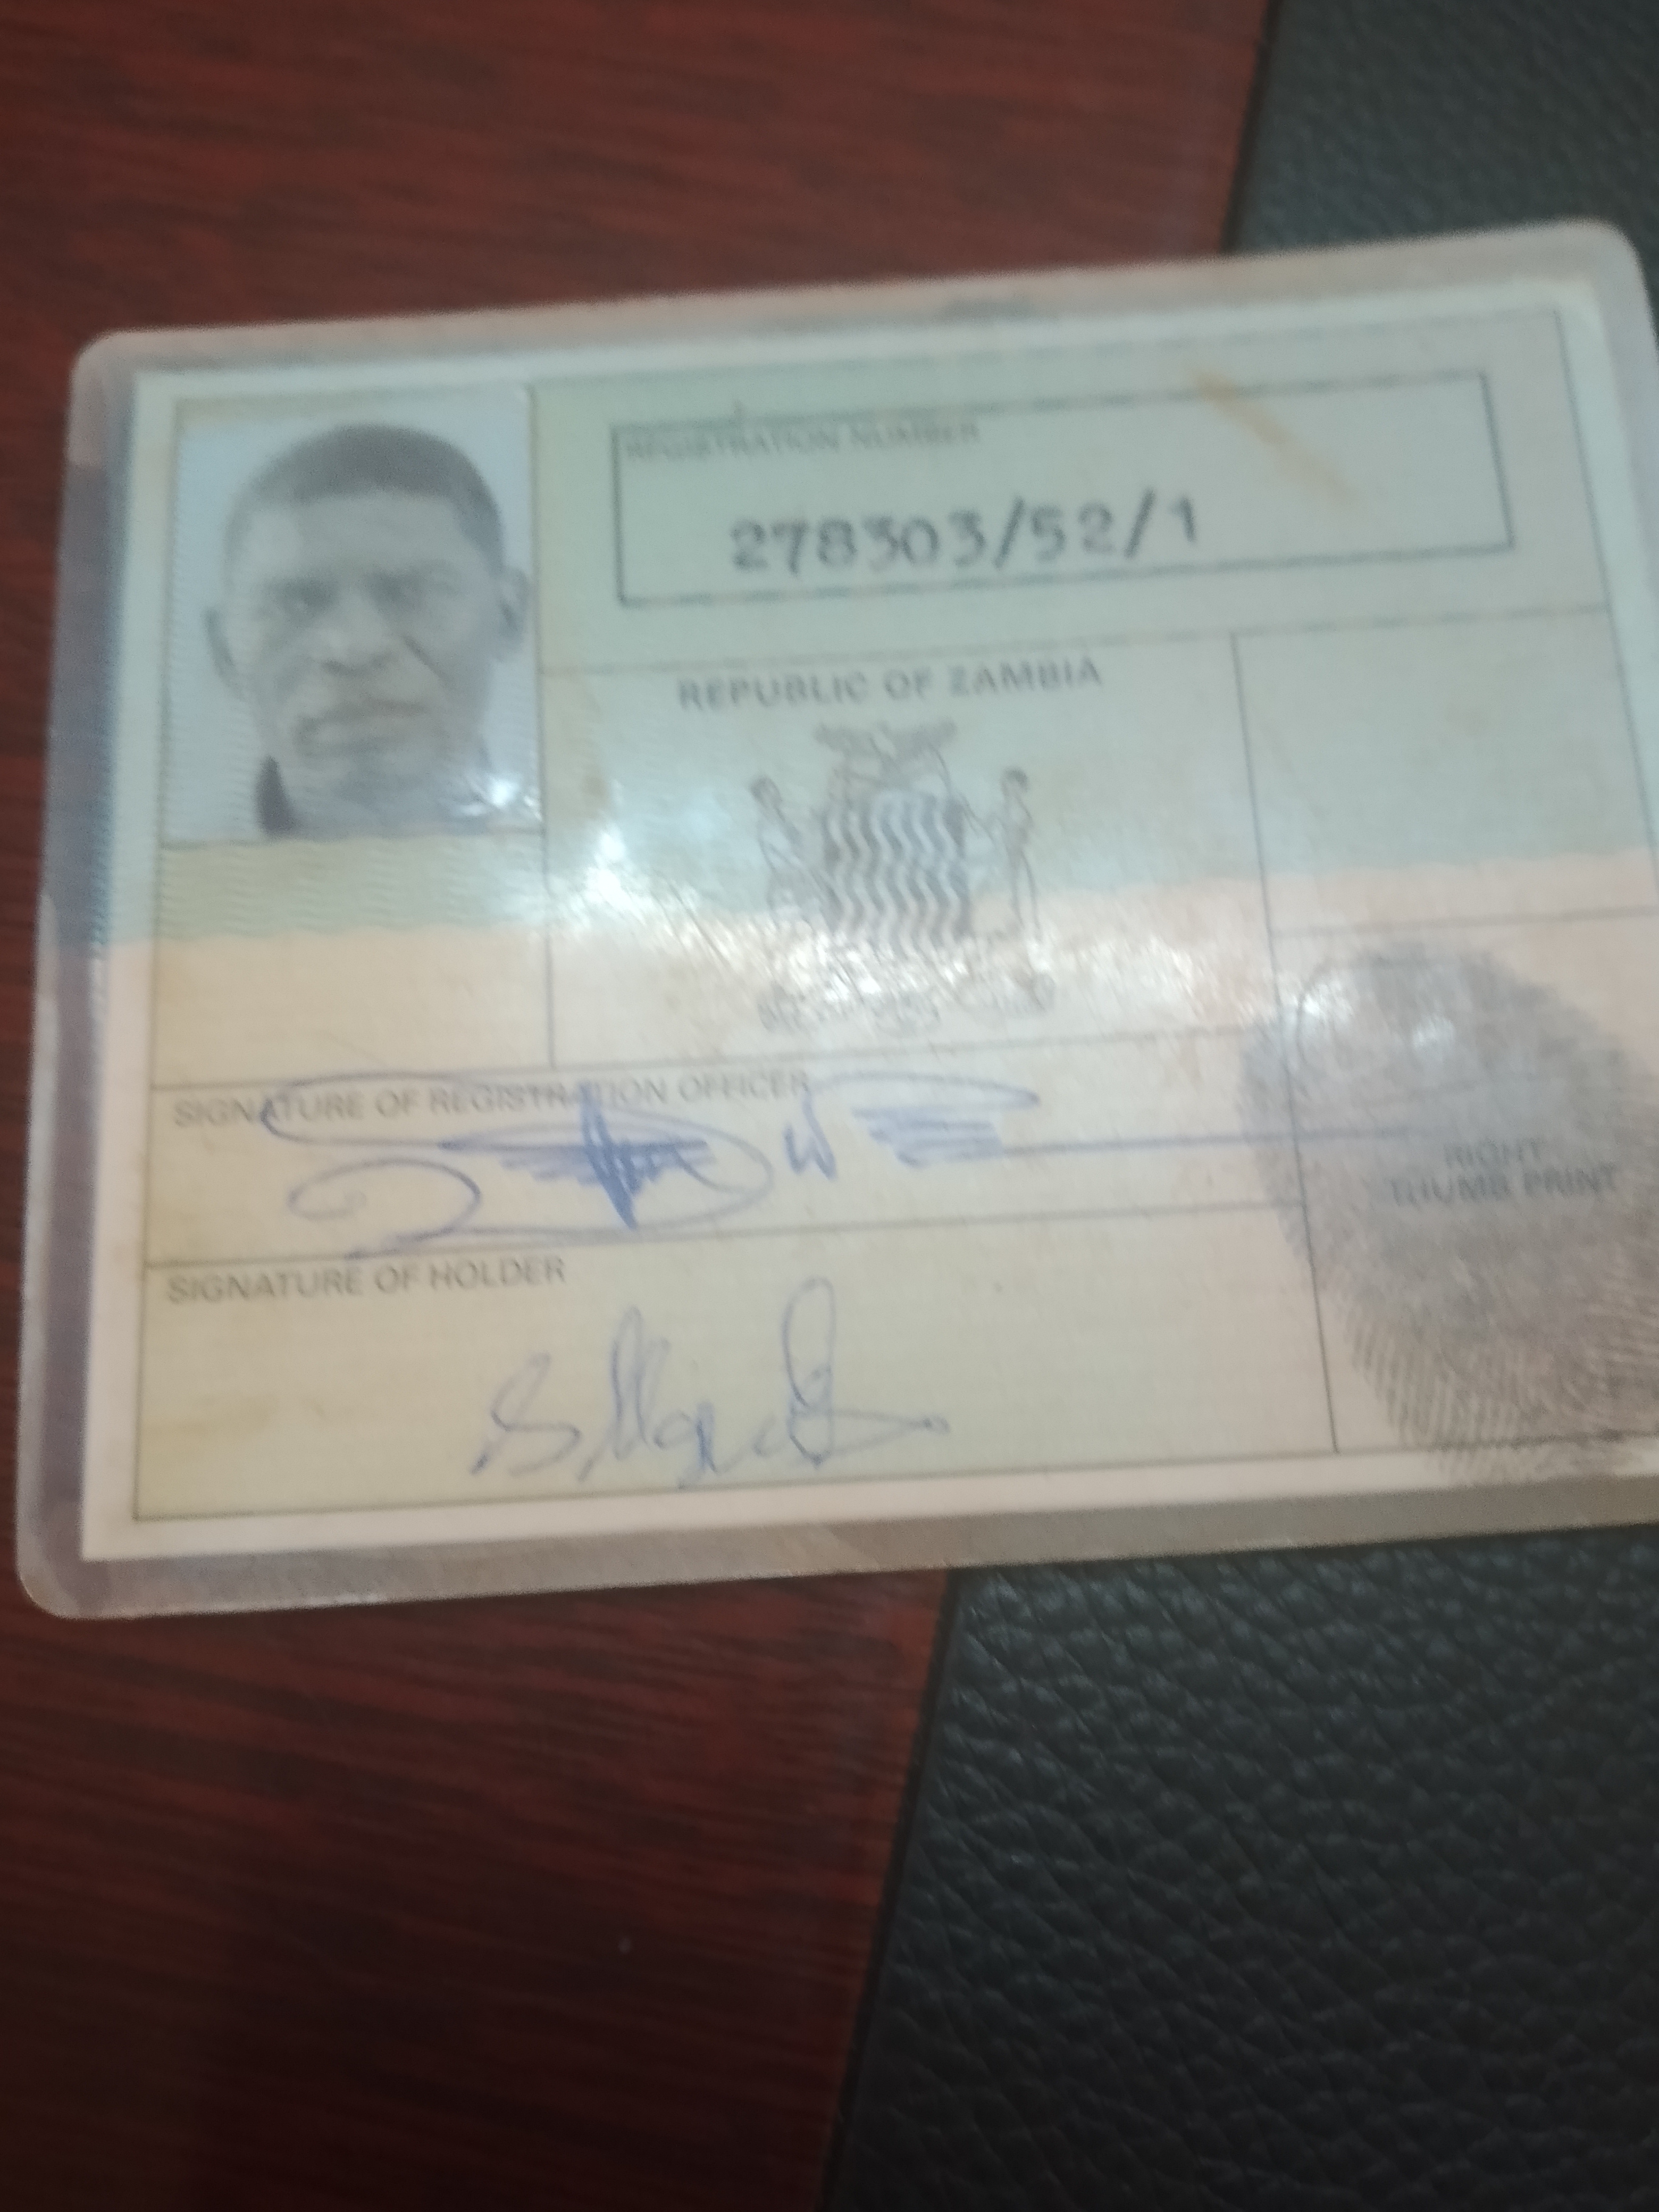 REGISTRATION NUMBER
278303/52/1
REPUBLIC OF ZAMBIA
SIGNATURE OF REGISTRATION OFFICER
RIGHT
THUMB PRINT
SIGNATURE OF HOLDER